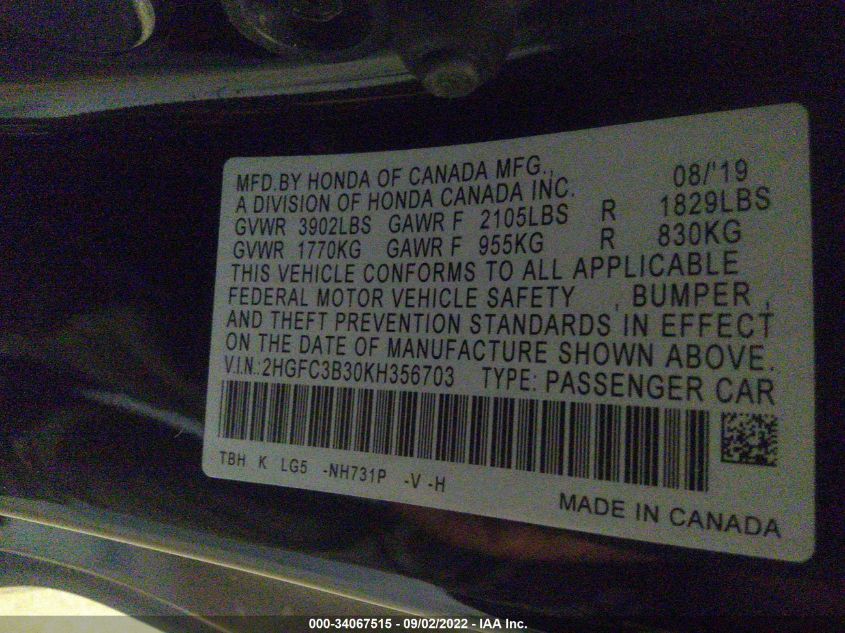 MFD.BY HONDA OF CANADA MFG., 08/'19
A DIVISION OF HONDA CANADA INC.
GVWR 3902LBS GAWR F 2105LBS R 1829LBS
GVWR 1770KG GAWR F 955KG R 830KG
THIS VEHICLE CONFORMS TO ALL APPLICABLE
FEDERAL MOTOR VEHICLE SAFETY , BUMPER ,
AND THEFT PREVENTION STANDARDS IN EFFECT
ON THE DATE OF MANUFACTURE SHOWN ABOVE.
V.I.N.:2HGFC3B30KH356703 TYPE: PASSENGER CAR
TBH K LG5 -NH731P -V -H
MADE IN CANADA
000-34067515 - 09/02/2022 - IAA Inc.